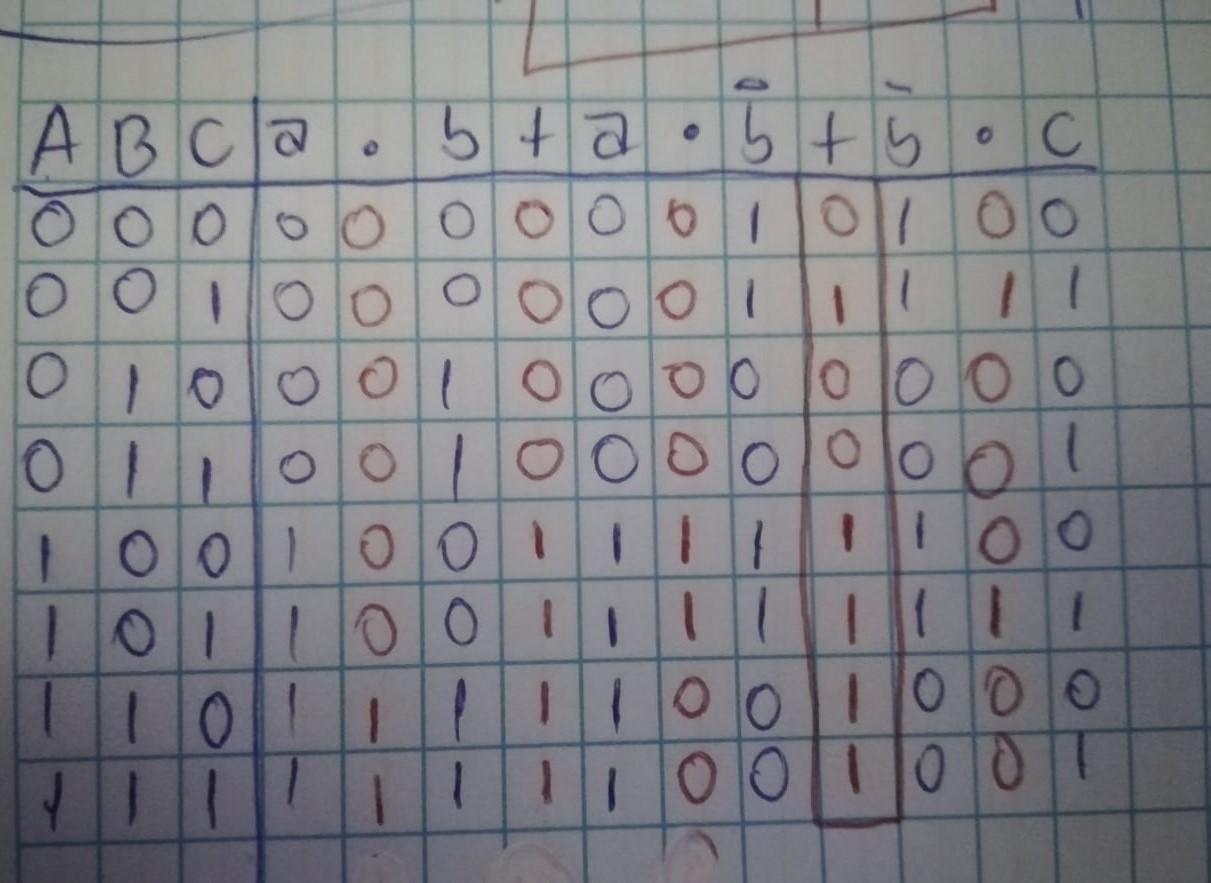 A B C a · b + a · b̄ + b̄ · C
0 0 0 0 0 0 0 0 0 1 0 1 0 0
0 0 1 0 0 0 0 0 0 1 1 1 1 1
0 1 0 0 0 1 0 0 0 0 0 0 0 0
0 1 1 0 0 1 0 0 0 0 0 0 0 1
1 0 0 1 0 0 1 1 1 1 1 1 0 0
1 0 1 1 0 0 1 1 1 1 1 1 1 1
1 1 0 1 1 1 1 1 0 0 1 0 0 0
1 1 1 1 1 1 1 1 0 0 1 0 0 1